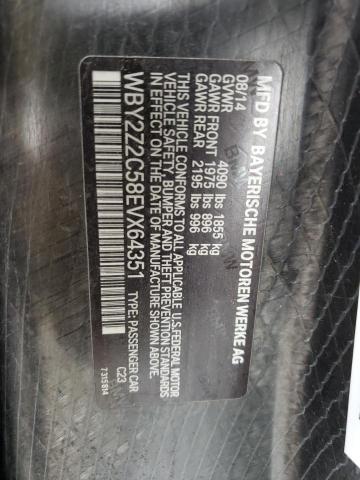 MFD BY. BAYERISCHE MOTOREN WERKE AG
08/14
GVWR 4090 lbs 1855 kg
GAWR FRONT 1975 lbs 896 kg
GAWR REAR 2195 lbs 996 kg
THIS VEHICLE CONFORMS TO ALL APPLICABLE U.S.FEDERAL MOTOR
VEHICLE SAFETY, BUMPER AND THEFT PREVENTION STANDARDS
IN EFFECT ON THE DATE OF MANUFACTURE SHOWN ABOVE.
WBY2Z2C58EVX64351 TYPE: PASSENGER CAR
C23
7315814